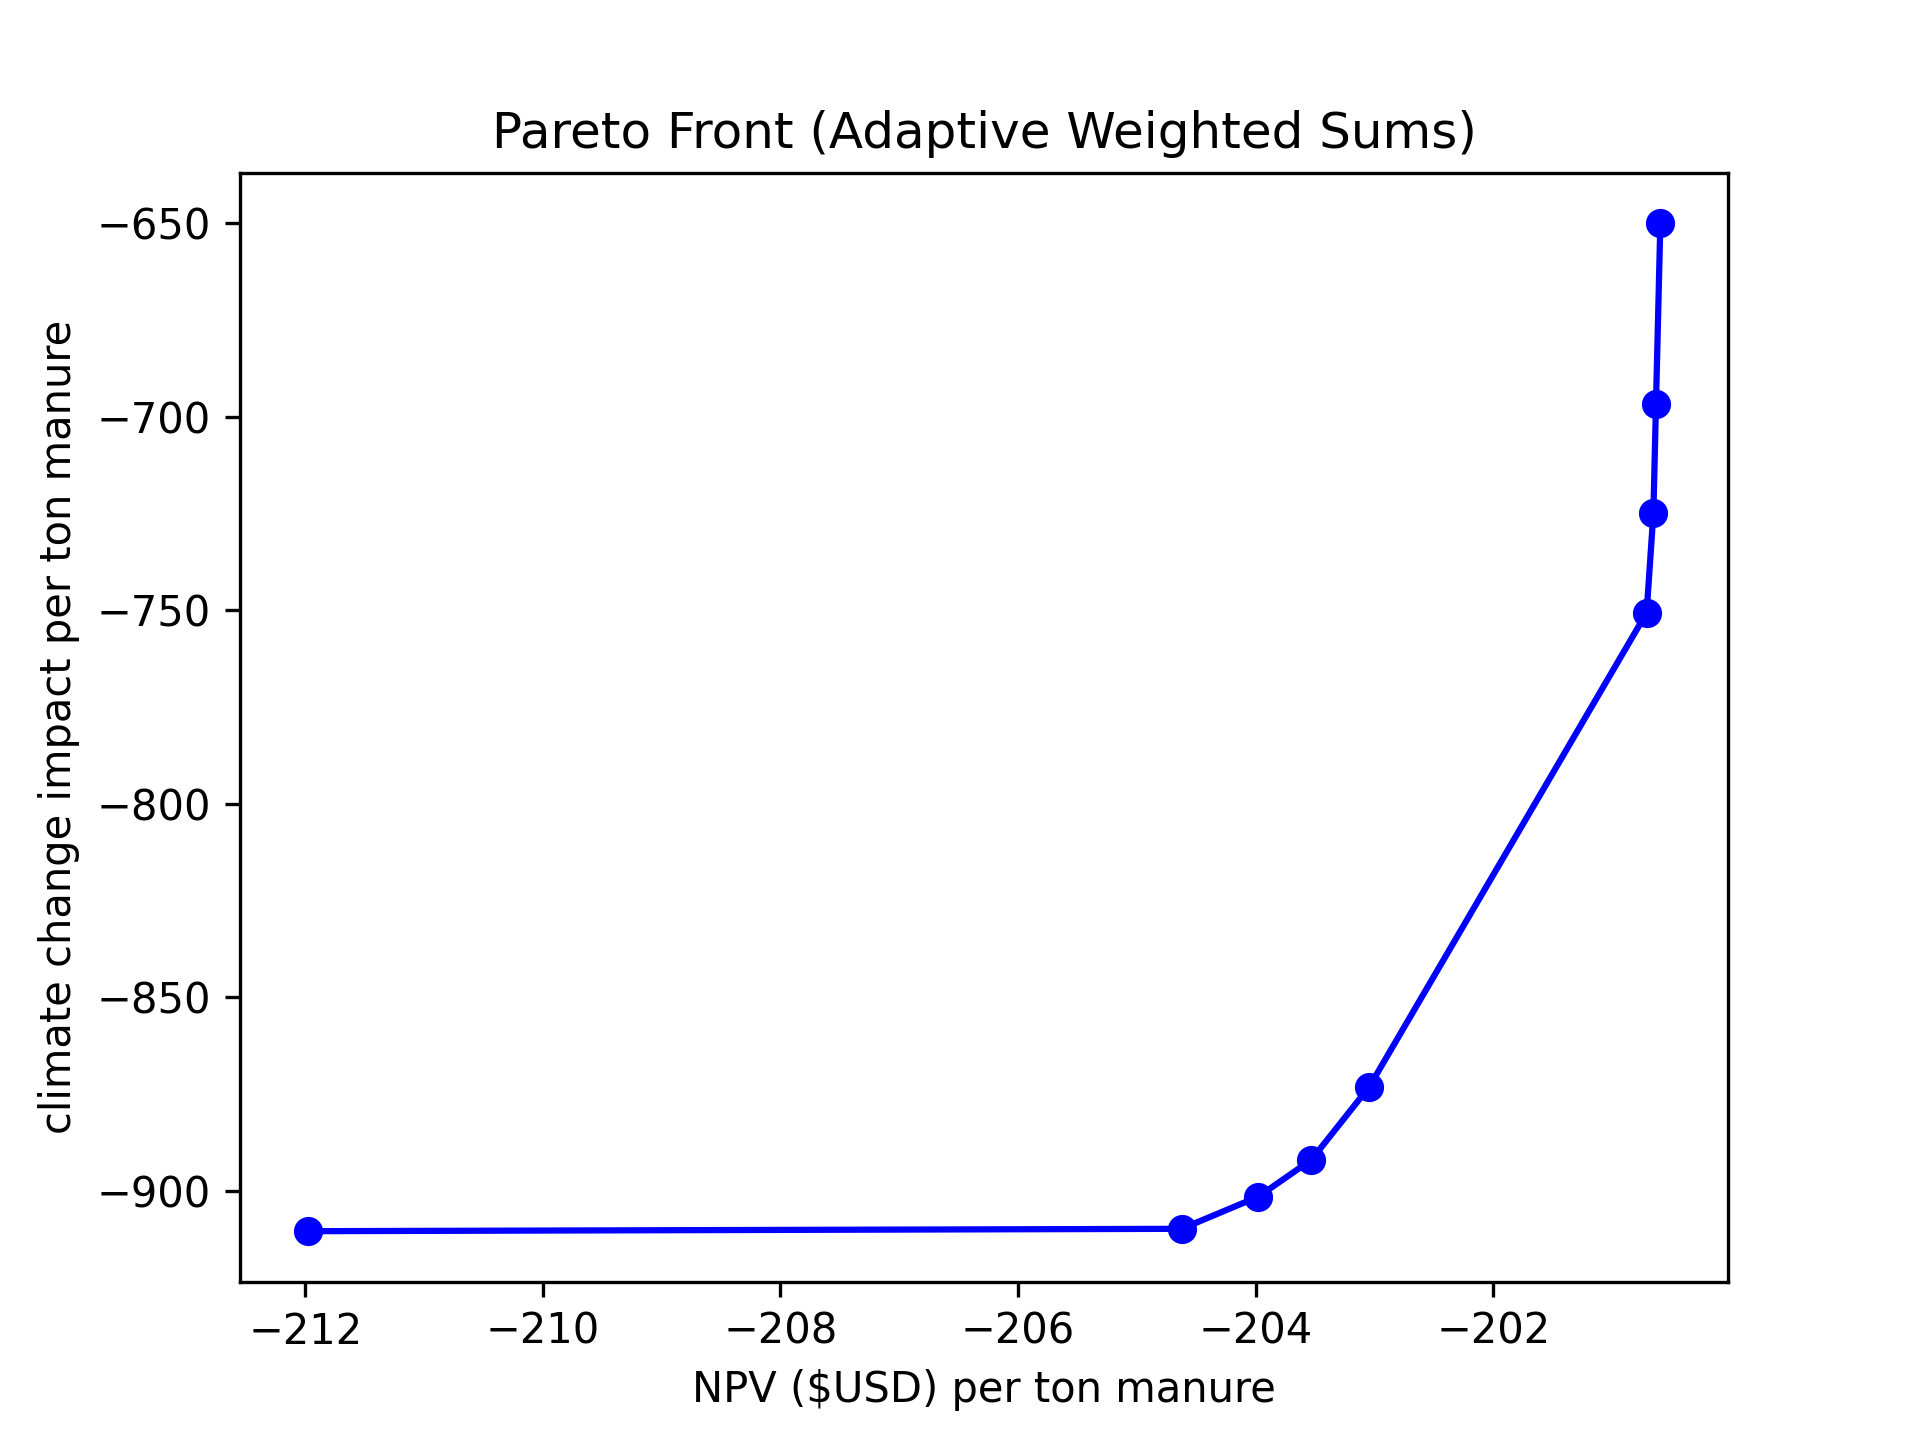 Pareto Front (Adaptive Weighted Sums)
climate change impact per ton manure
−650
−700
−750
−800
−850
−900
−212 −210 −208 −206 −204 −202
NPV ($USD) per ton manure